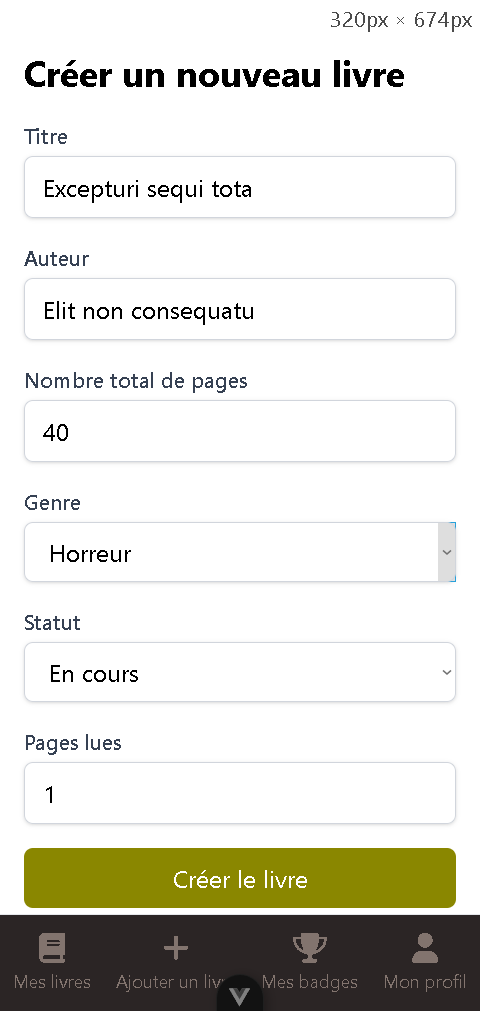 320px × 674px
Créer un nouveau livre
Titre
Excepturi sequi tota
Auteur
Elit non consequatu
Nombre total de pages
40
Genre
Horreur
Statut
En cours
Pages lues
1
Créer le livre
Mes livres Ajouter un Mes badges Mon profil